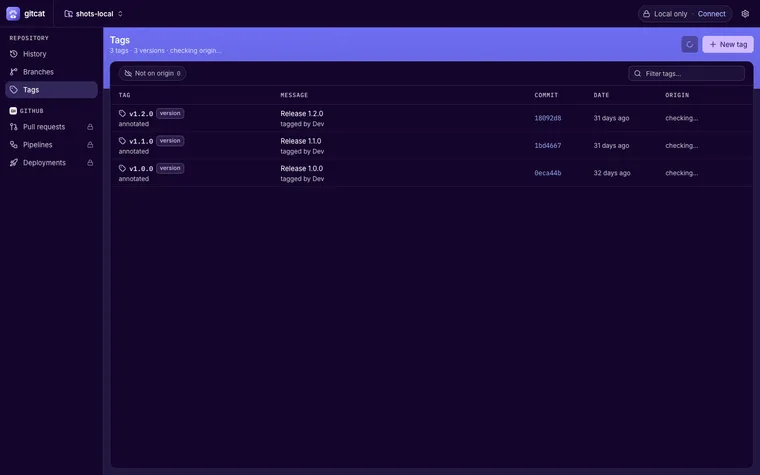 gitcat
shots-local
Local only · Connect
REPOSITORY
History
Branches
Tags
GITHUB
Pull requests
Pipelines
Deployments
Tags
3 tags · 3 versions · checking origin...
New tag
Not on origin 0
Filter tags...
TAG MESSAGE COMMIT DATE ORIGIN
v1.2.0 version Release 1.2.0 18092d8 31 days ago checking...
annotated tagged by Dev
v1.1.0 version Release 1.1.0 1bd4667 31 days ago checking...
annotated tagged by Dev
v1.0.0 version Release 1.0.0 0eca44b 32 days ago checking...
annotated tagged by Dev